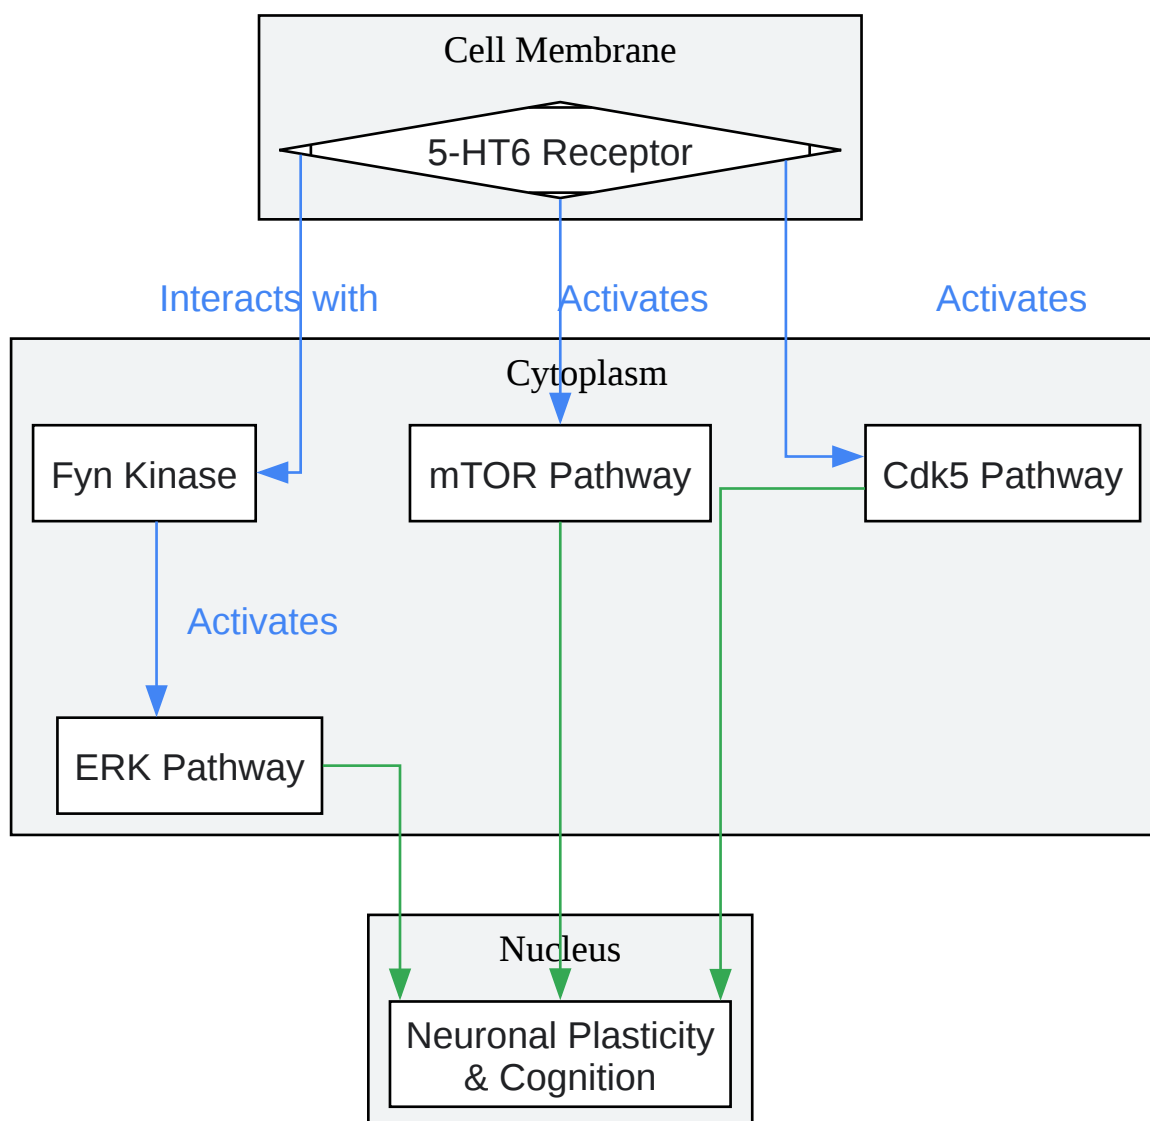 Cell Membrane
5-HT6 Receptor
Interacts with
Activates
Activates
Cytoplasm
Fyn Kinase
mTOR Pathway
Cdk5 Pathway
Activates
ERK Pathway
Nucleus
Neuronal Plasticity
& Cognition